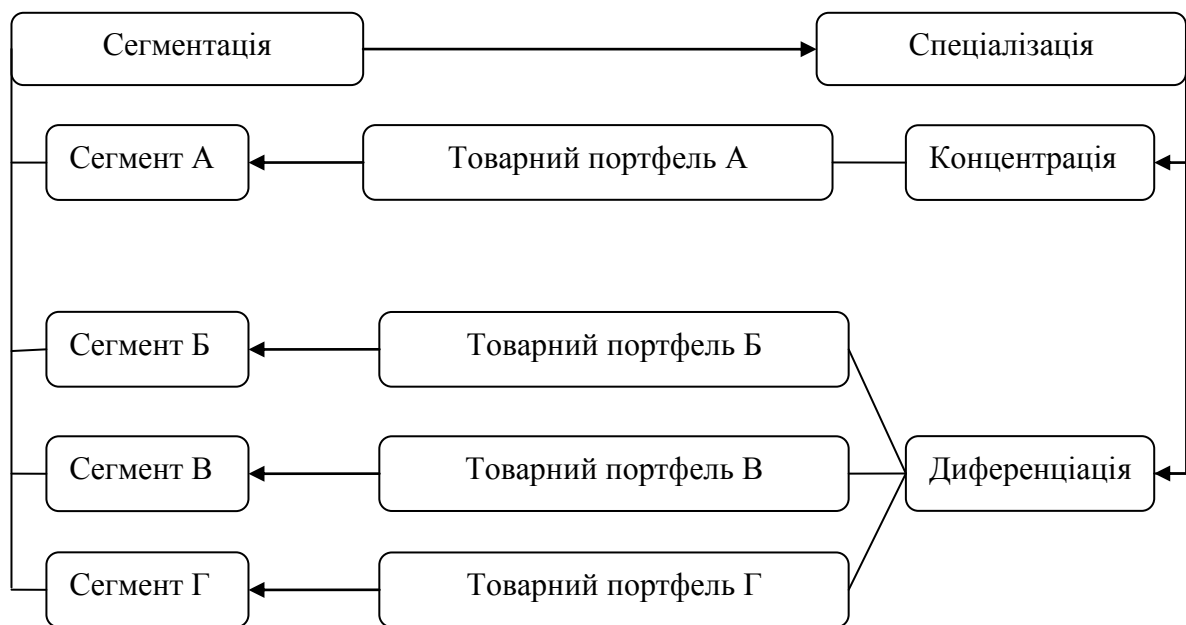 Сегментація
Спеціалізація
Сегмент А
Товарний портфель А
Концентрація
Сегмент Б
Товарний портфель Б
Сегмент В
Товарний портфель В
Диференціація
Сегмент Г
Товарний портфель Г